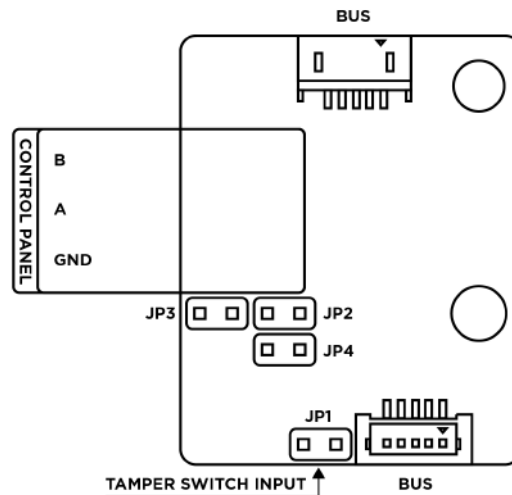 BUS
CONTROL PANEL
B
A
GND
JP3
JP2
JP4
JP1
TAMPER SWITCH INPUT
BUS